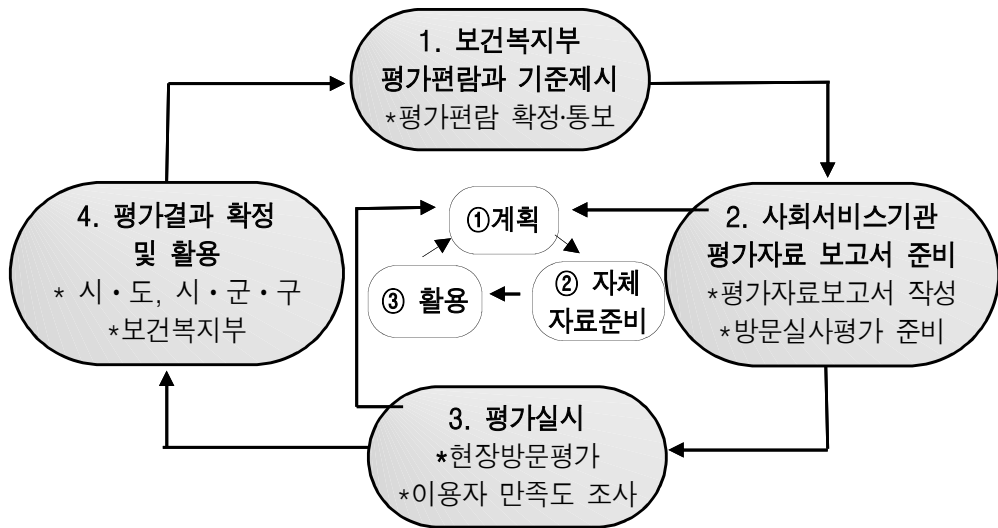 1. 보건복지부
평가편람과 기준제시
*평가편람 확정·통보
2. 사회서비스기관
평가자료 보고서 준비
*평가자료보고서 작성
*방문실사평가 준비
3. 평가실시
*현장방문평가
*이용자 만족도 조사
4. 평가결과 확정
및 활용
* 시·도, 시·군·구
*보건복지부
①계획
② 자체
자료준비
③ 활용